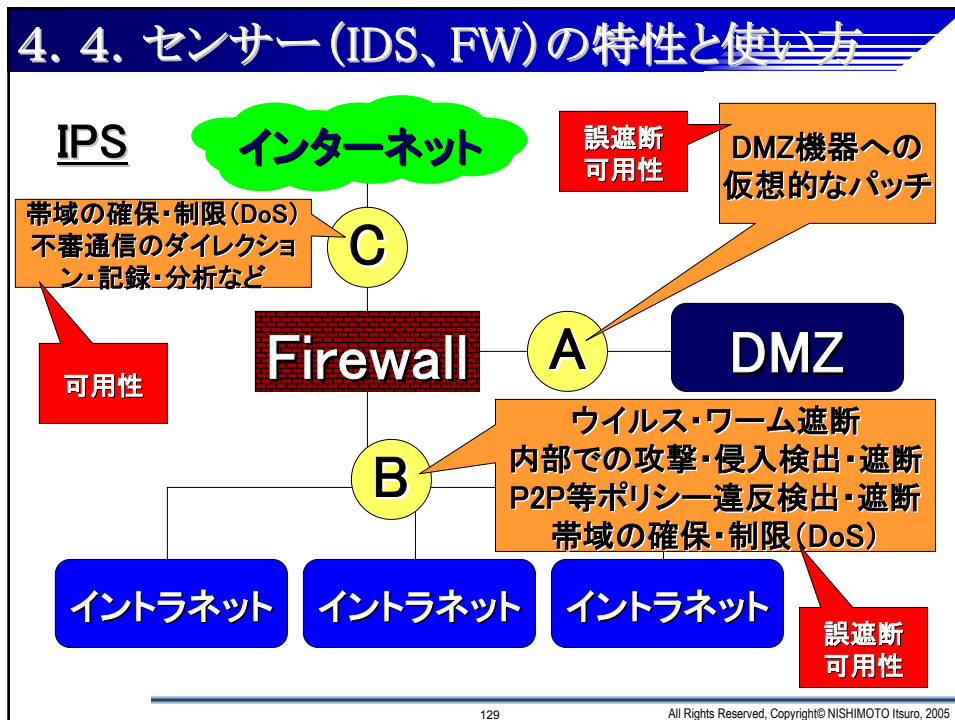 4．4．センサー（IDS、FW）の特性と使い方
IPS
インターネット
誤遮断
可用性
DMZ機器への
仮想的なパッチ
帯域の確保・制限（DoS）
不審通信のダイレクショ
ン・記録・分析など
C
可用性
Firewall
A
DMZ
B
ウイルス・ワーム遮断
内部での攻撃・侵入検出・遮断
P2P等ポリシー違反検出・遮断
帯域の確保・制限（DoS）
イントラネット
イントラネット
イントラネット
誤遮断
可用性
129
All Rights Reserved, Copyright© NISHIMOTO Itsuro, 2005